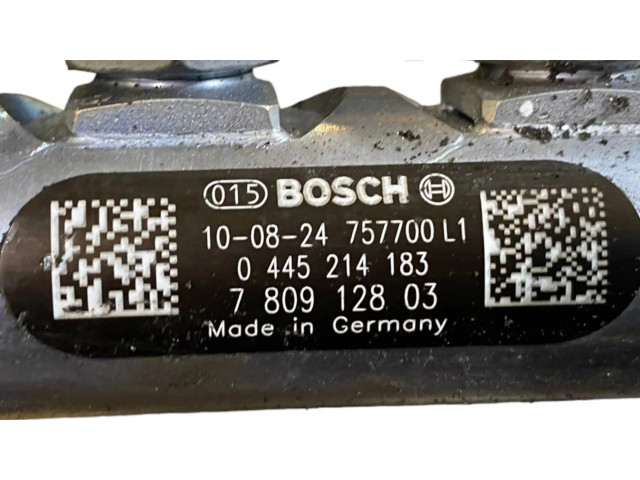 015 BOSCH
10-08-24 757700 L1
0 445 214 183
7 809 128 03
Made in Germany